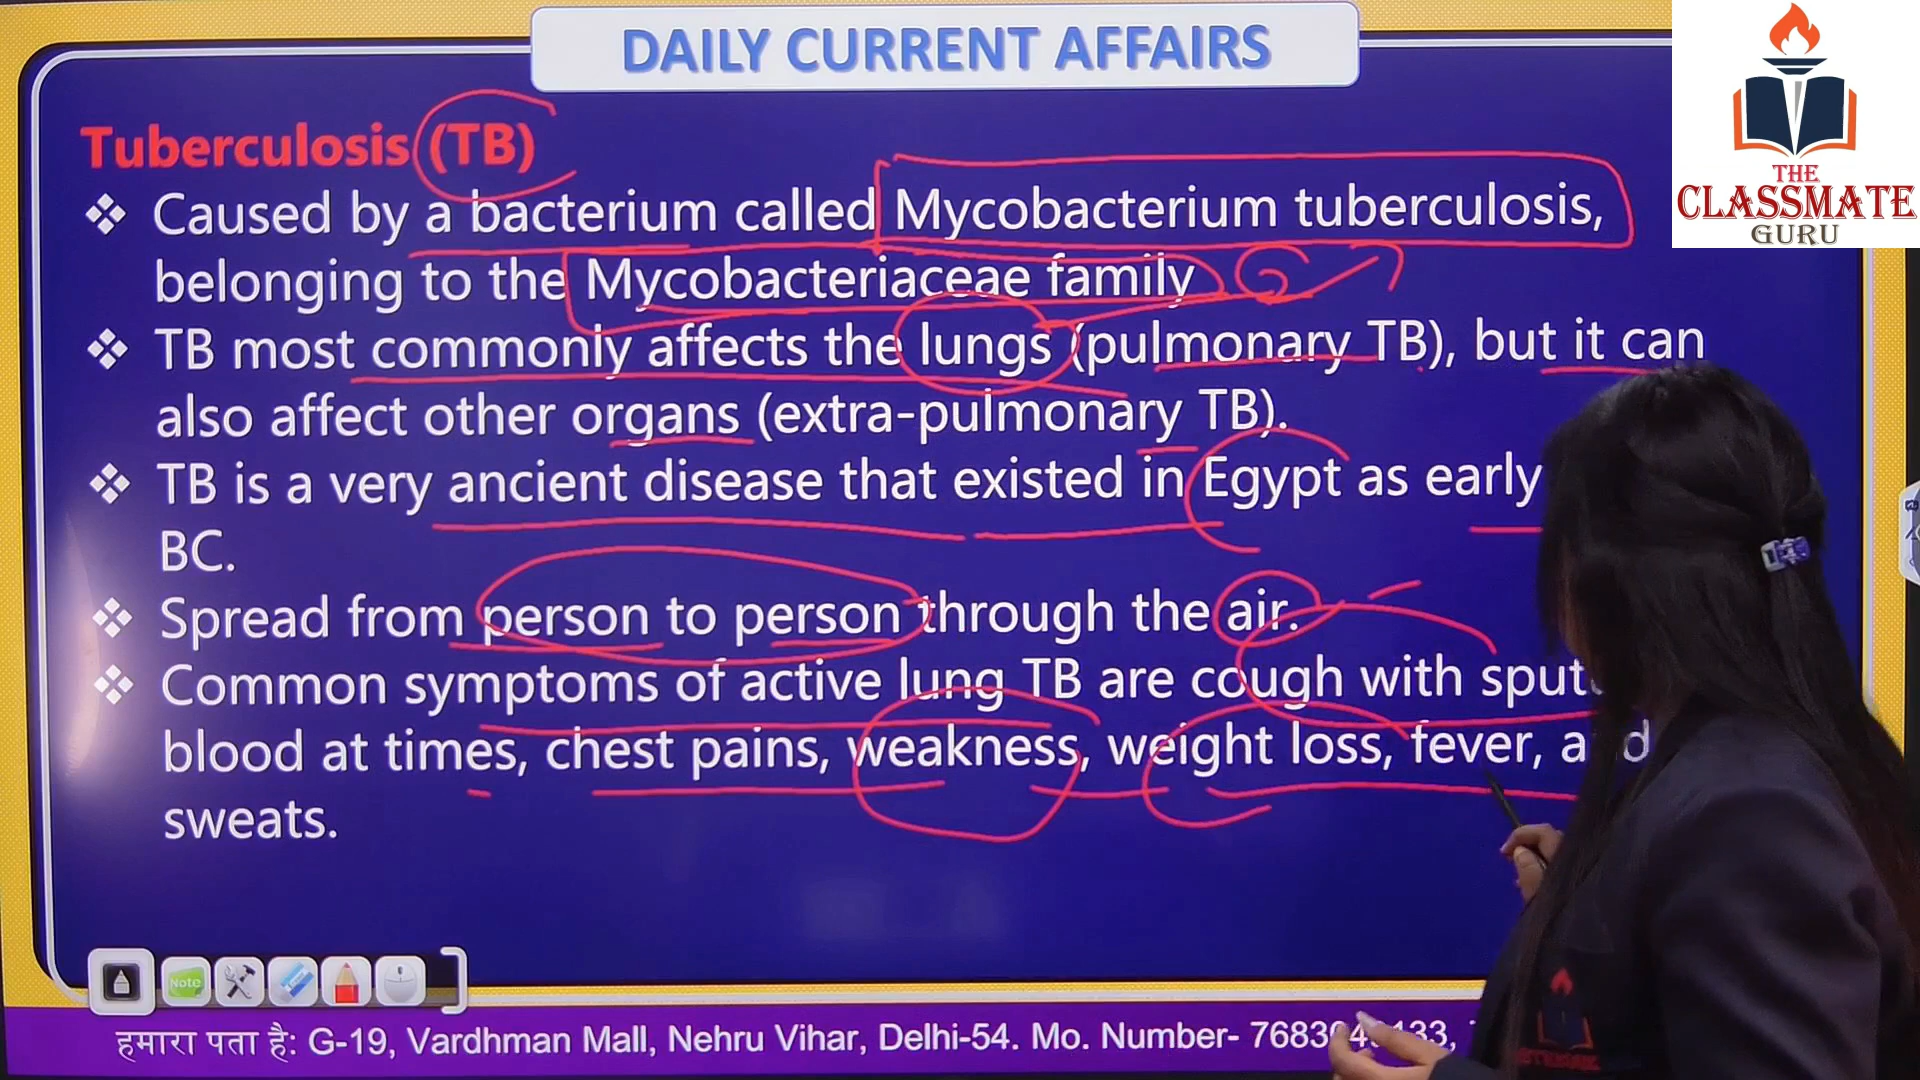 DAILY CURRENT AFFAIRS
THE
CLASSMATE
GURU
Tuberculosis (TB)
Caused by a bacterium called Mycobacterium tuberculosis,
belonging to the Mycobacteriaceae family
TB most commonly affects the lungs (pulmonary TB), but it can
also affect other organs (extra-pulmonary TB).
TB is a very ancient disease that existed in Egypt as early
BC.
Spread from person to person through the air.
Common symptoms of active lung TB are cough with
blood at times, chest pains, weakness, weight loss, fever,
sweats.
Note
हमारा पता है: G-19, Vardhman Mall, Nehru Vihar, Delhi-54. Mo. Number-